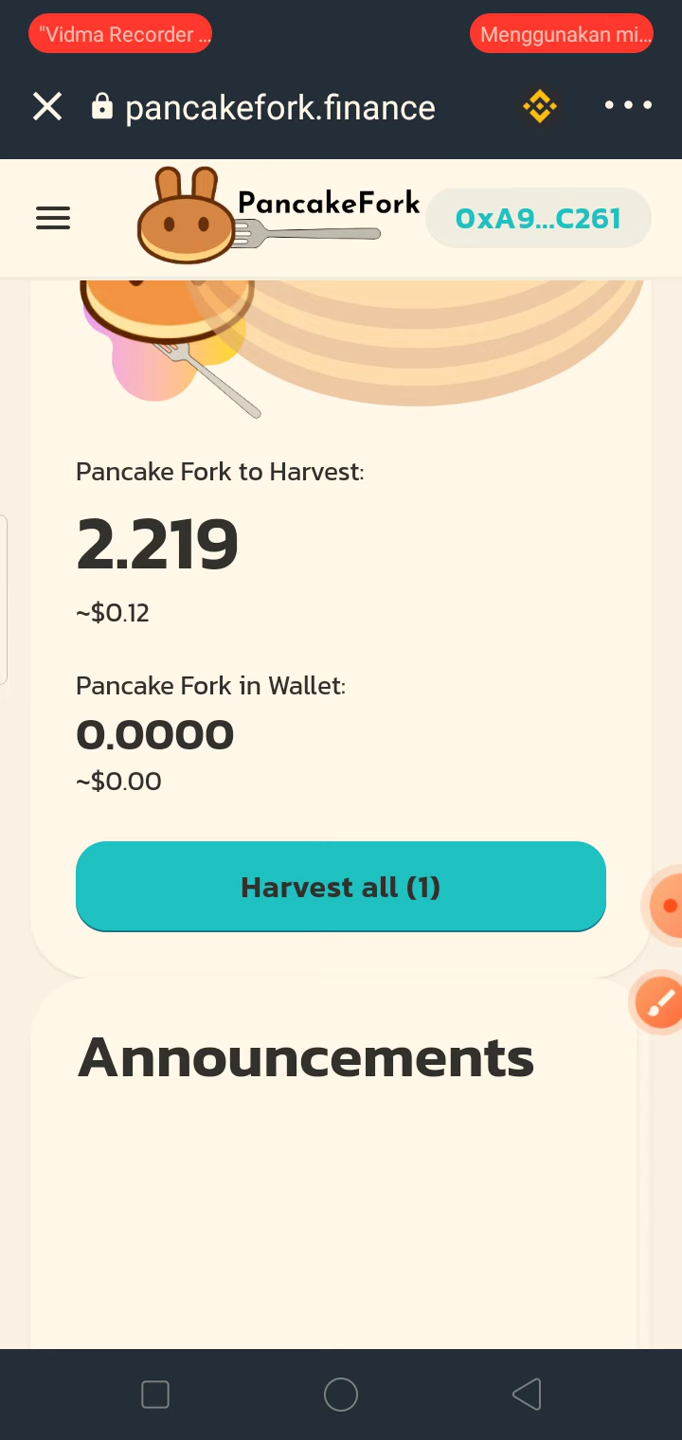 "Vidma Recorder ...
Menggunakan mi...
pancakefork.finance
PancakeFork
0xA9...C261
Pancake Fork to Harvest:
2.219
~$0.12
Pancake Fork in Wallet:
0.0000
~$0.00
Harvest all (1)
Announcements